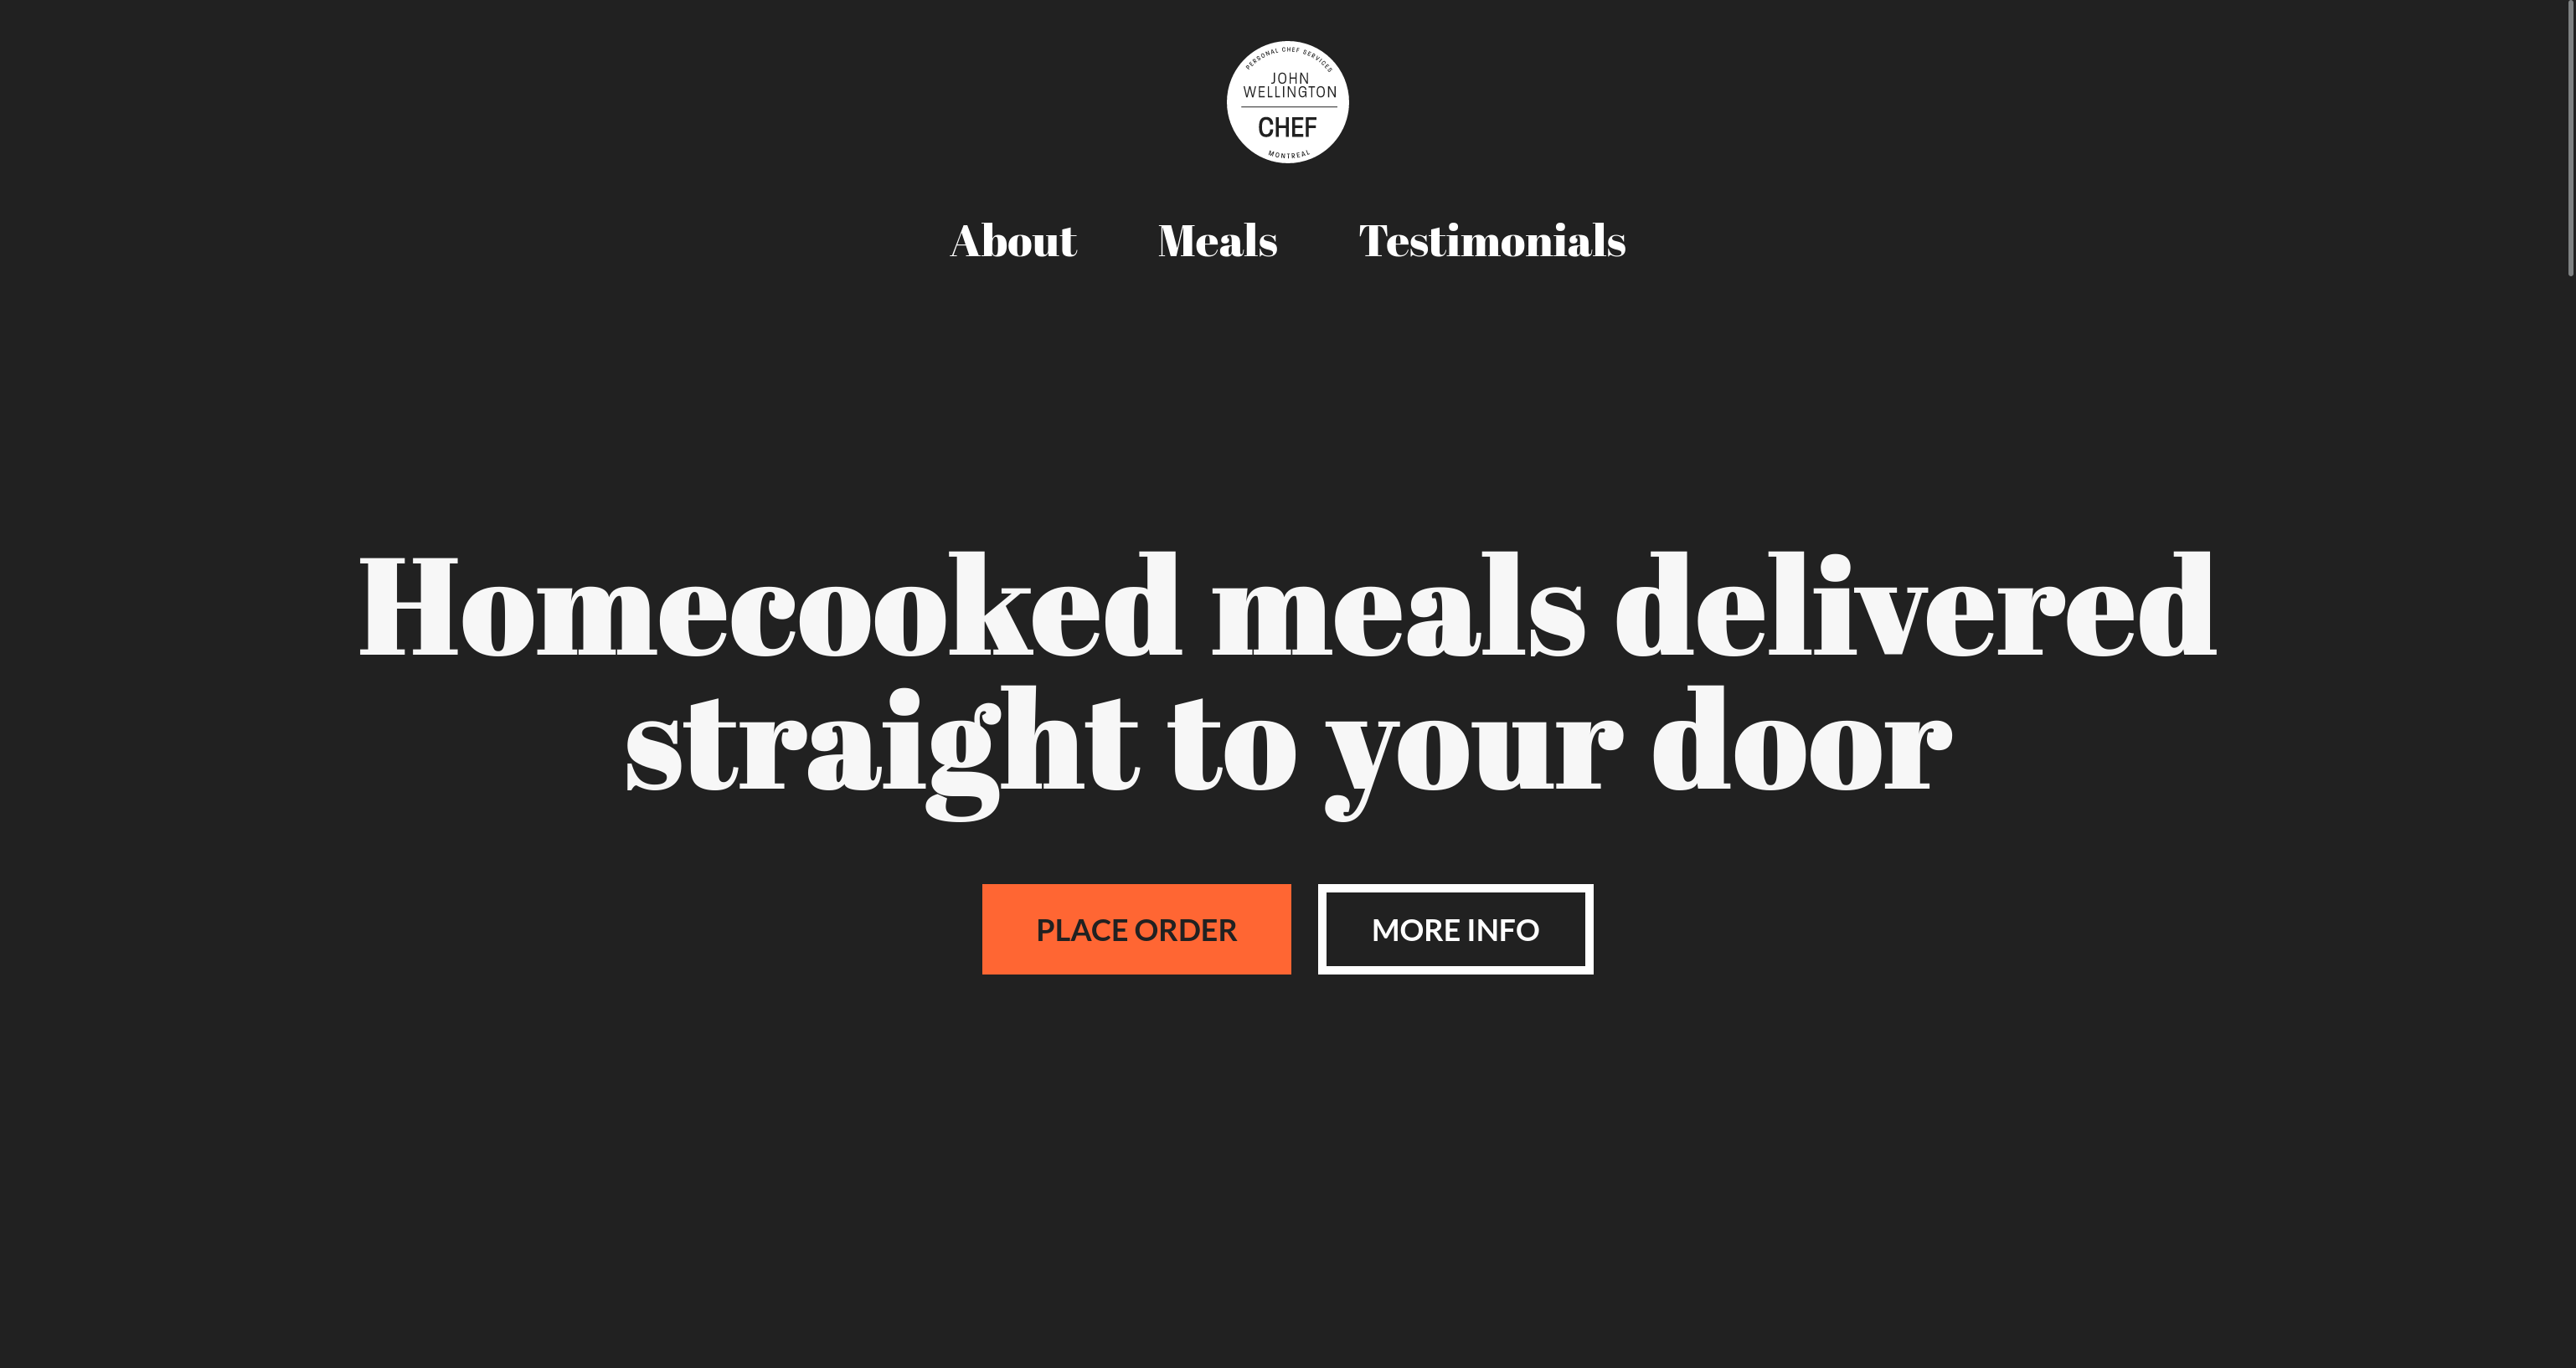 PERSONAL CHEF SERVICES
JOHN
WELLINGTON
CHEF
MONTREAL
About Meals Testimonials
Homecooked meals delivered
straight to your door
PLACE ORDER MORE INFO